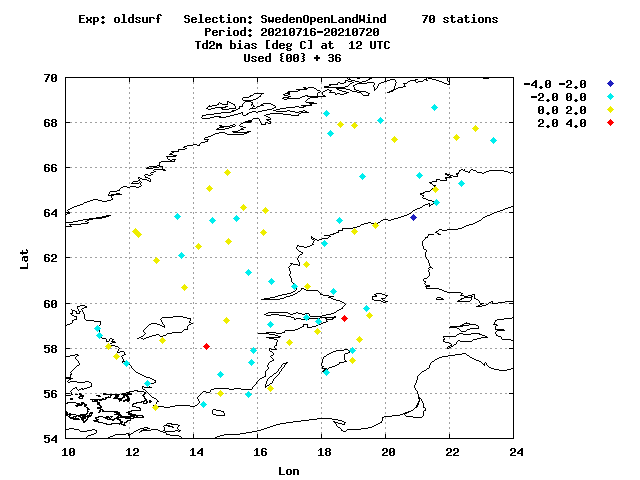 Exp: oldsurf   Selection: SwedenOpenLandWind     70 stations
Period: 20210716-20210720
Td2m bias [deg C] at  12 UTC
Used {00} + 36
-4.0 -2.0
-2.0 0.0
0.0 2.0
2.0 4.0
70
68
66
64
62
60
58
56
54
Lat
10 12 14 16 18 20 22 24
Lon